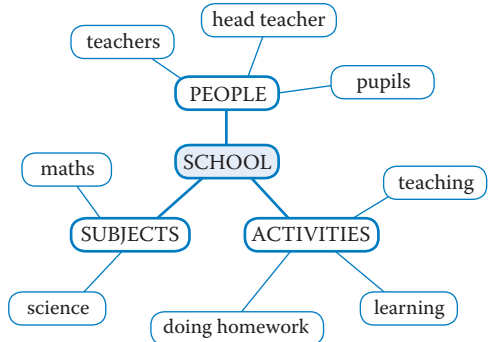 head teacher
teachers
pupils
PEOPLE
SCHOOL
maths
teaching
SUBJECTS
ACTIVITIES
science
doing homework
learning